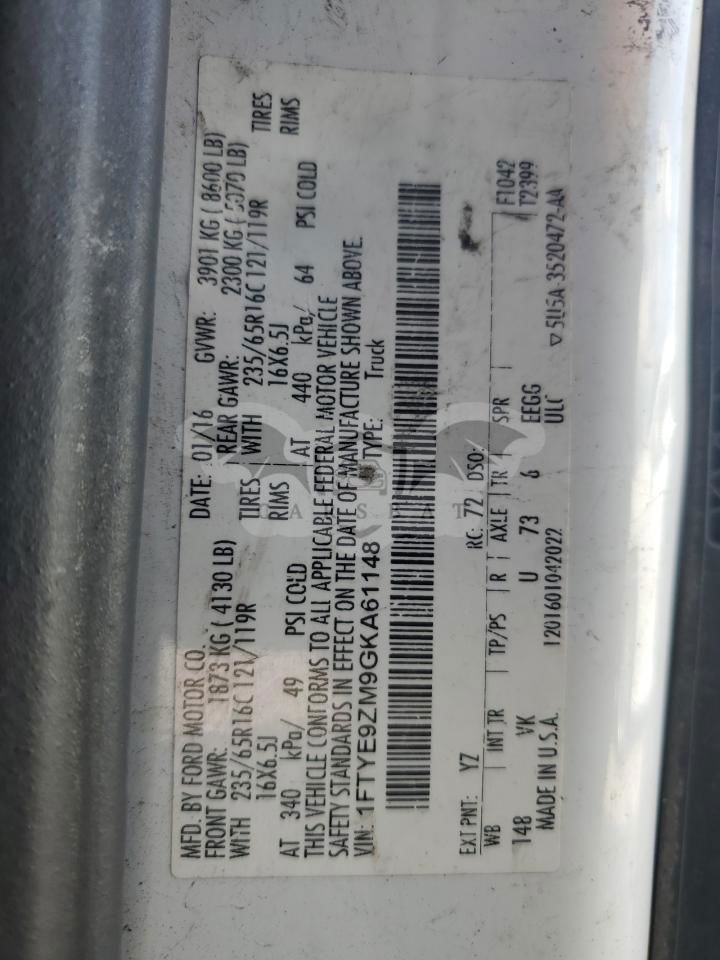 MFD. BY FORD MOTOR CO. DATE: 01/16 GVWR: 3901 KG ( 8600 LB)
FRONT GAWR: 1873 KG ( 4130 LB) REAR GAWR: 2300 KG ( 5070 LB)
WITH 235/65R16C 121/119R TIRES WITH 235/65R16C 121/119R TIRES
16X6.5J RIMS 16X6.5J RIMS
AT 340 kPa/ 49 PSI COLD AT 440 kPa/ 64 PSI COLD
THIS VEHICLE CONFORMS TO ALL APPLICABLE FEDERAL MOTOR VEHICLE
SAFETY STANDARDS IN EFFECT ON THE DATE OF MANUFACTURE SHOWN ABOVE.
VIN: 1FTYE9ZM9GKA61148 TYPE: Truck
EXT PNT: YZ RC: 72 DSO: F1042
WB INT TR TP/PS R AXLE TR SPR T2399
148 VK U 73 6 EEGG
MADE IN U.S.A. 1201601042022 ULC ▽5U5A-3520472-AA
CARSBAT